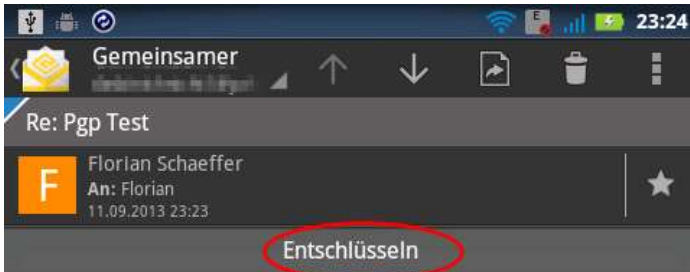 E 23:24
Gemeinsamer
Re: Pgp Test
F
Florian Schaeffer
An: Florian
11.09.2013 23:23
Entschlüsseln